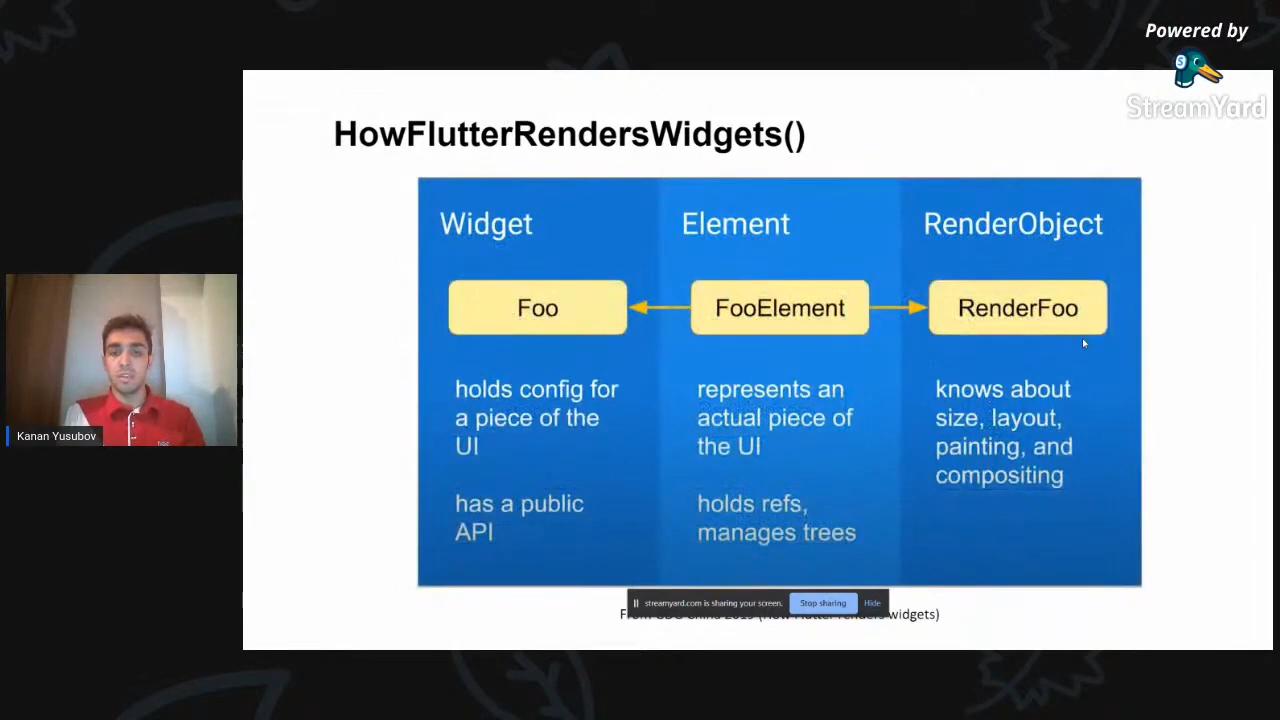 Powered by
StreamYard
HowFlutterRendersWidgets()
Widget
Element
RenderObject
Foo
FooElement
RenderFoo
holds config for
a piece of the
UI
has a public
API
represents an
actual piece of
the UI
holds refs,
manages trees
knows about
size, layout,
painting, and
compositing
Kanan Yusubov
streamyard.com is sharing your screen.
Stop sharing
Hide
widgets)